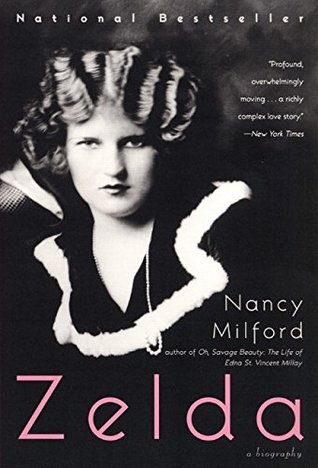 National Bestseller
"Profound,
overwhelmingly
moving . . . a richly
complex love story."
—New York Times
Nancy
Milford
author of Oh, Savage Beauty: The Life of
Edna St. Vincent Millay
Zelda
a biography